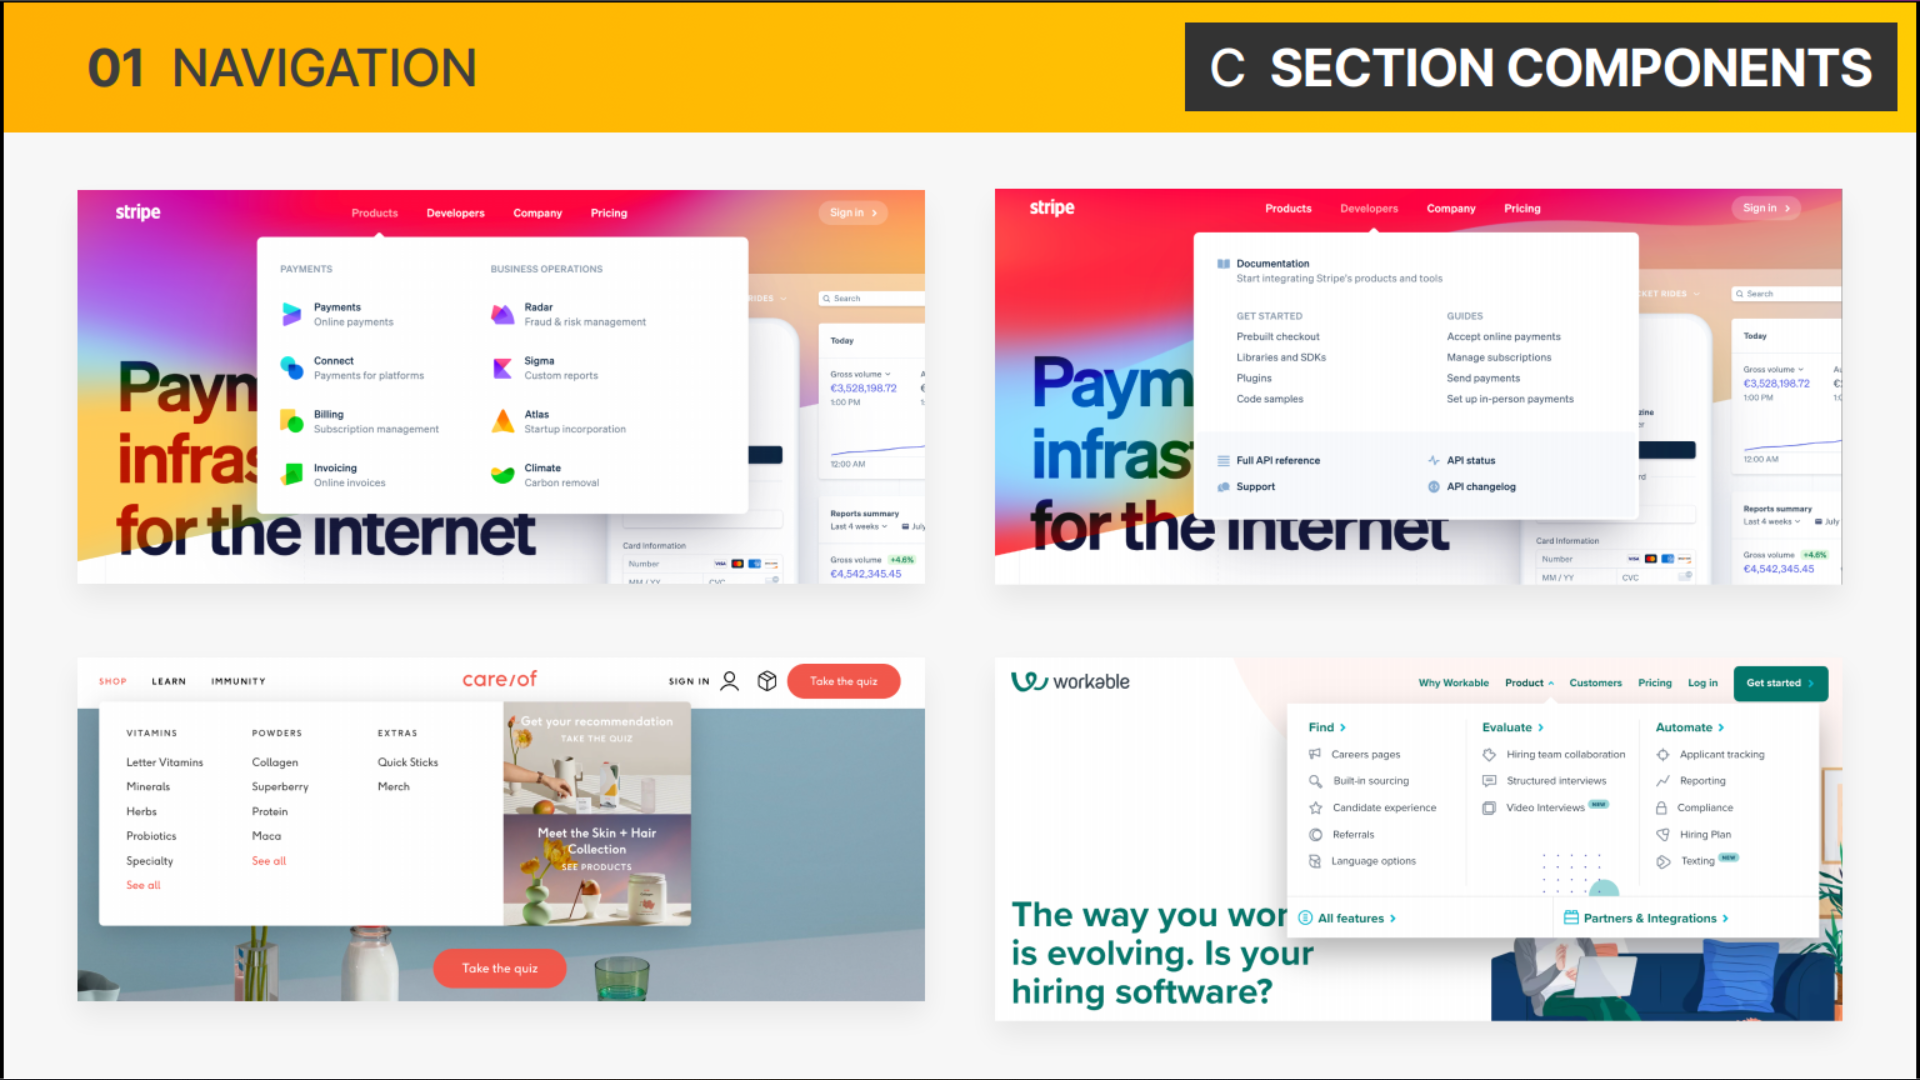 01 NAVIGATION
C SECTION COMPONENTS
stripe
Products Developers Company Pricing
Sign in
PAYMENTS
Payments
Online payments
Connect
Payments for platforms
Billing
Subscription management
Invoicing
Online invoices
BUSINESS OPERATIONS
Radar
Fraud & risk management
Sigma
Custom reports
Atlas
Startup incorporation
Climate
Carbon removal
RIDES
Search
Today
Gross volume
€3,528,198.72
1:00 PM
12:00 AM
Reports summary
Last 4 weeks July
Gross volume +4.6%
€4,542,345.45
Card Information
Number VISA
MM / YY CVC
Paym
infras
for the internet
stripe
Products Developers Company Pricing
Sign in
Documentation
Start integrating Stripe's products and tools
GET STARTED
Prebuilt checkout
Libraries and SDKs
Plugins
Code samples
GUIDES
Accept online payments
Manage subscriptions
Send payments
Set up in-person payments
Full API reference
Support
API status
API changelog
CKET RIDES
Search
Today
Gross volume
€3,528,198.72
1:00 PM
12:00 AM
Reports summary
Last 4 weeks July
Gross volume +4.6%
€4,542,345.45
Card Information
Number VISA
MM / YY CVC
Paym
infras
for the internet
SHOP LEARN IMMUNITY
care/of
SIGN IN
Take the quiz
VITAMINS
Letter Vitamins
Minerals
Herbs
Probiotics
Specialty
See all
POWDERS
Collagen
Superberry
Protein
Maca
See all
EXTRAS
Quick Sticks
Merch
Get your recommendation
TAKE THE QUIZ
Meet the Skin + Hair
Collection
SEE PRODUCTS
Take the quiz
workable
Why Workable Product Customers Pricing Log in
Get started
Find
Careers pages
Built-in sourcing
Candidate experience
Referrals
Language options
Evaluate
Hiring team collaboration
Structured interviews
Video Interviews NEW
Automate
Applicant tracking
Reporting
Compliance
Hiring Plan
Texting NEW
All features
Partners & Integrations
The way you wor
is evolving. Is your
hiring software?